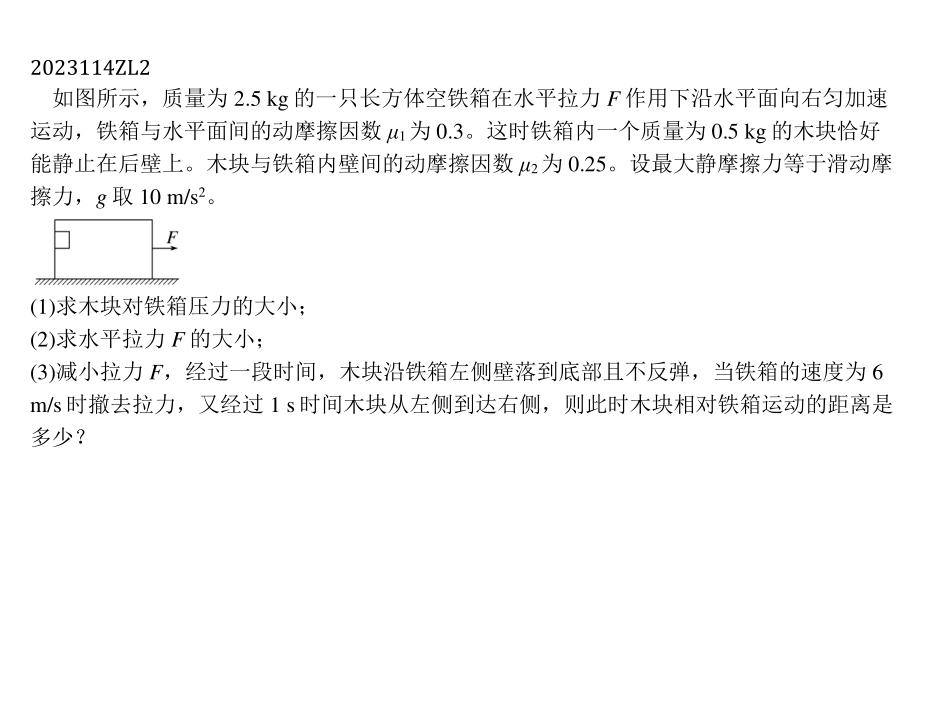 2023114ZL2
如图所示，质量为 2.5 kg 的一只长方体空铁箱在水平拉力 F 作用下沿水平面向右匀加速
运动，铁箱与水平面间的动摩擦因数 μ₁为 0.3。这时铁箱内一个质量为 0.5 kg 的木块恰好
能静止在后壁上。木块与铁箱内壁间的动摩擦因数 μ₂为 0.25。设最大静摩擦力等于滑动摩
擦力，g 取 10 m/s²。
F
(1)求木块对铁箱压力的大小；
(2)求水平拉力 F 的大小；
(3)减小拉力 F，经过一段时间，木块沿铁箱左侧壁落到底部且不反弹，当铁箱的速度为 6
m/s 时撤去拉力，又经过 1 s 时间木块从左侧到达右侧，则此时木块相对铁箱运动的距离是
多少？